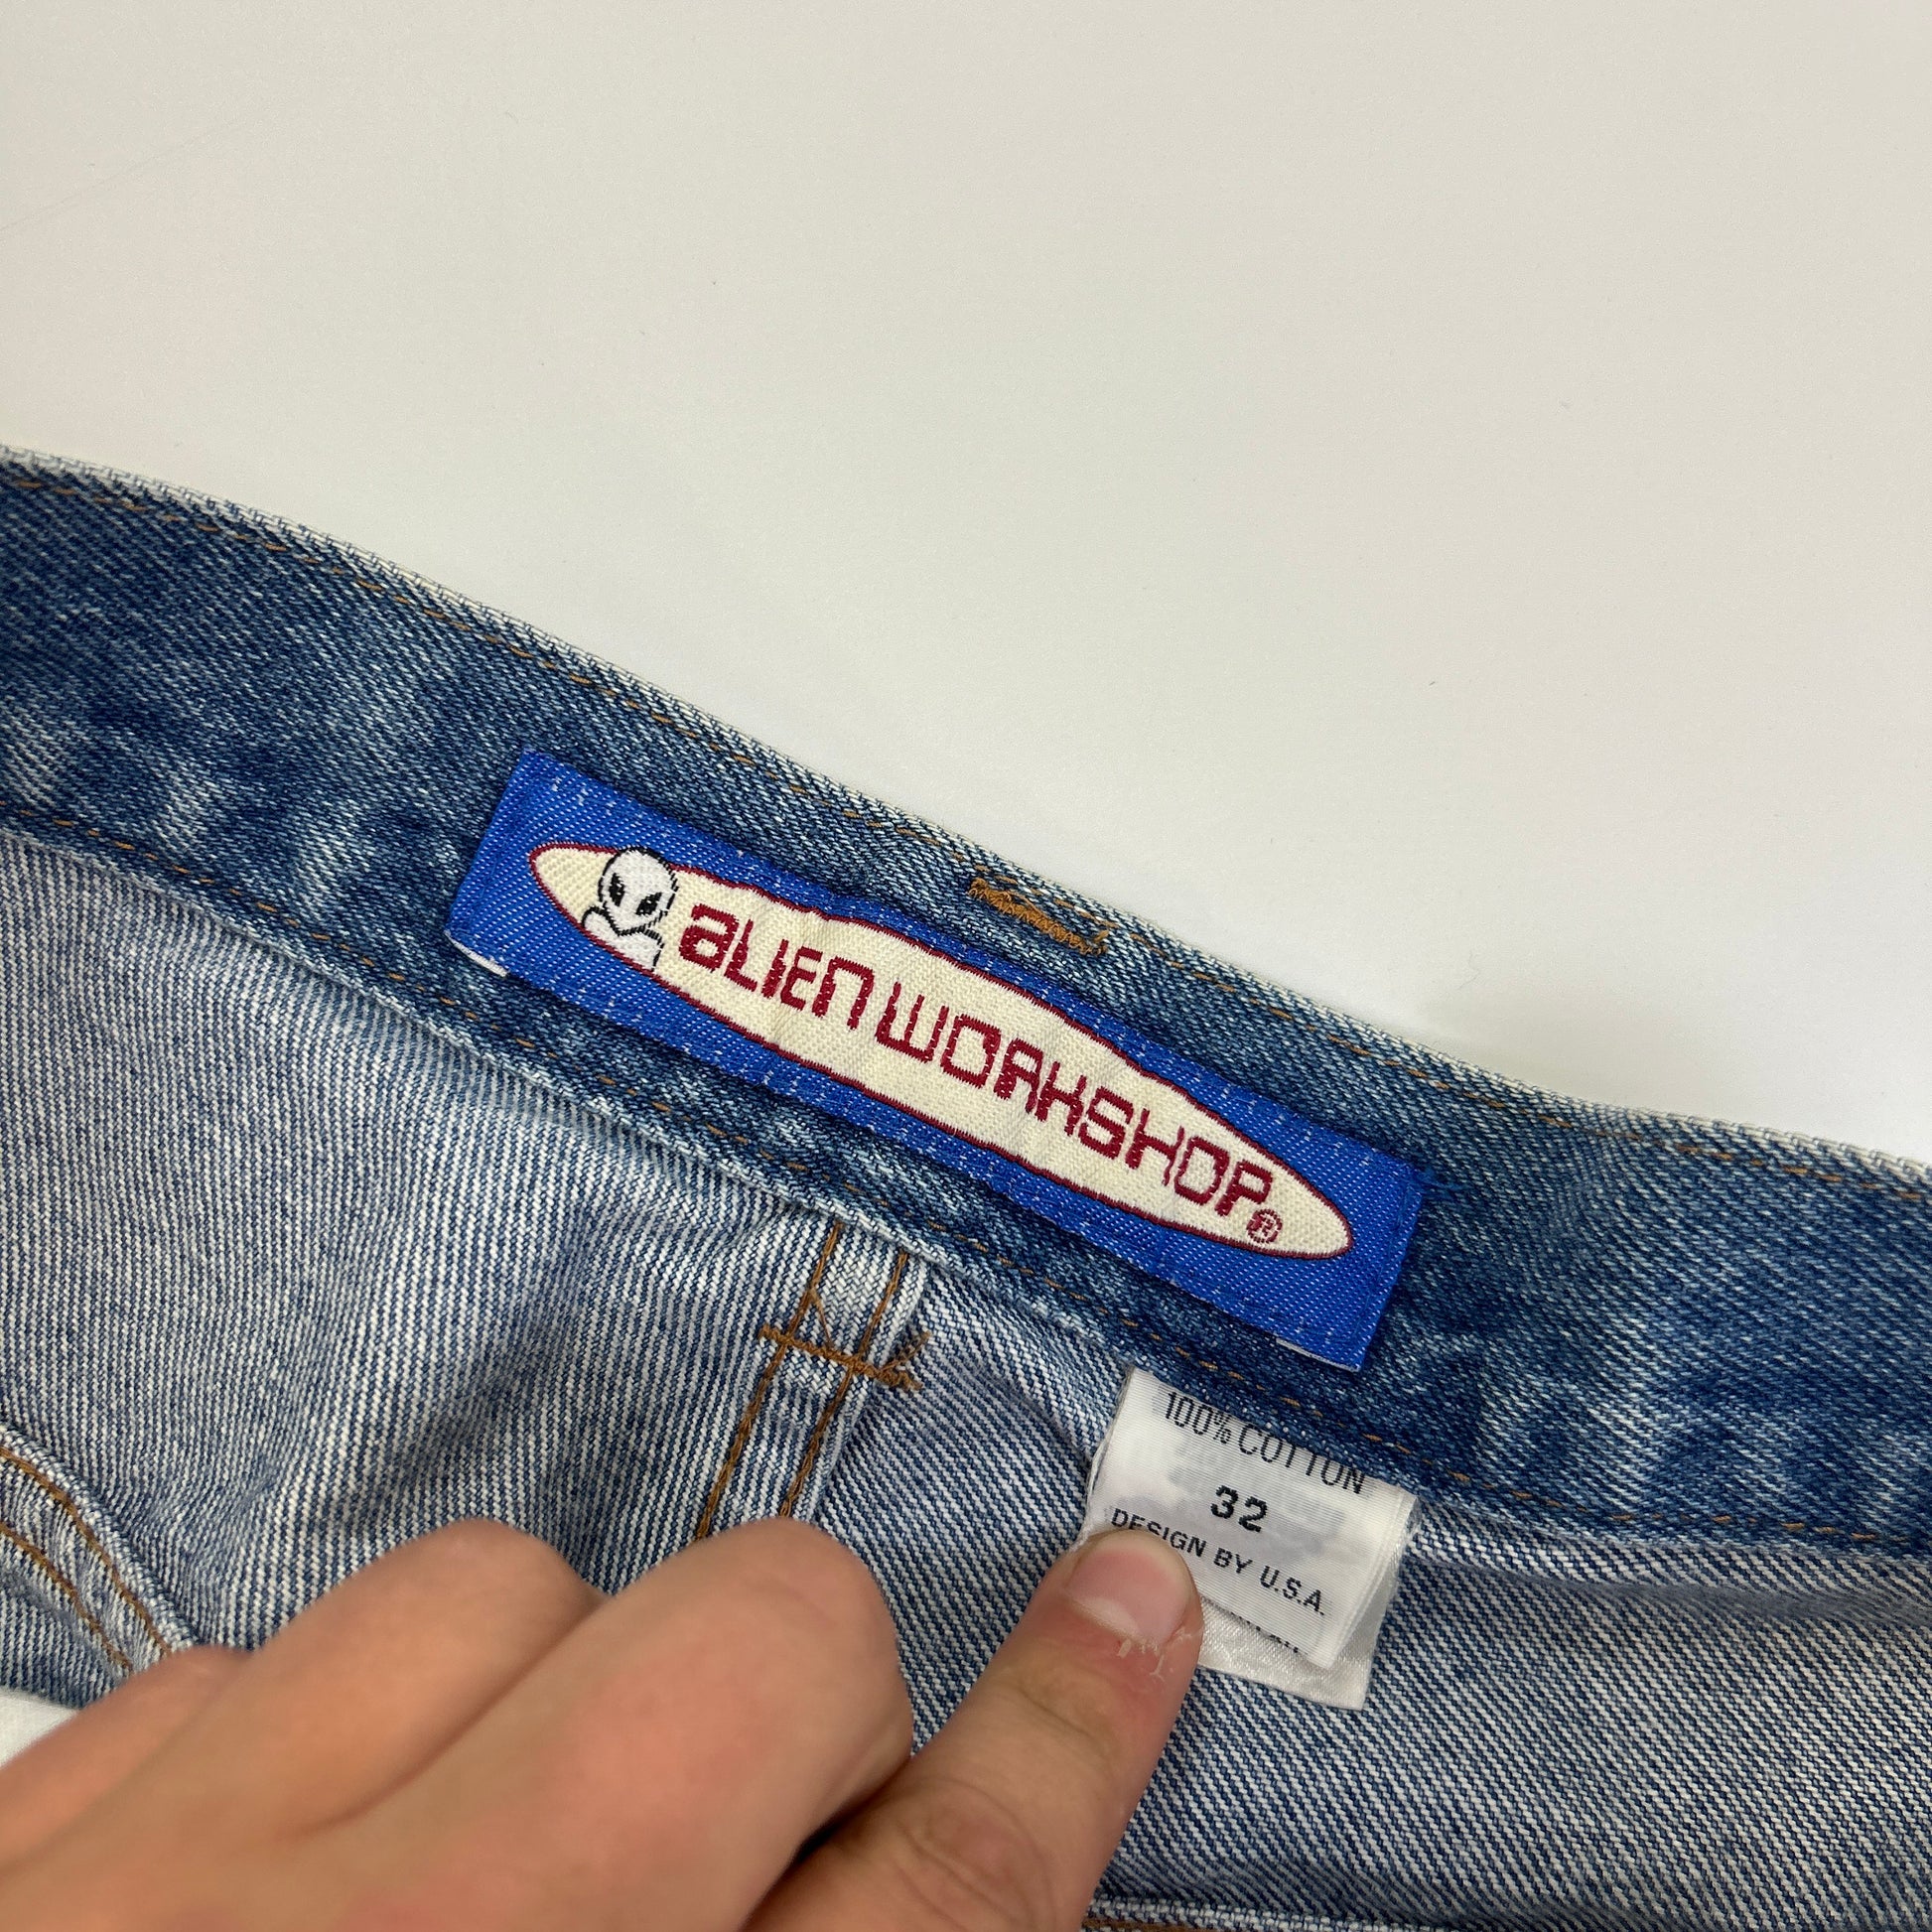 aLIEn WORKSHOP®
100% COTTON
32
DESIGN BY U.S.A.